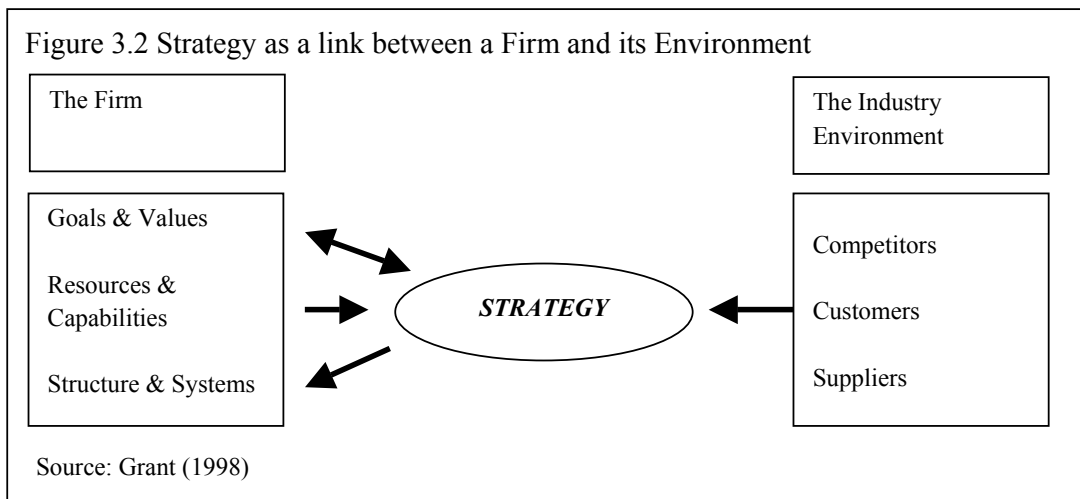 Figure 3.2 Strategy as a link between a Firm and its Environment
The Firm
The Industry
Environment
Goals & Values
Resources &
Capabilities
Structure & Systems
STRATEGY
Competitors
Customers
Suppliers
Source: Grant (1998)